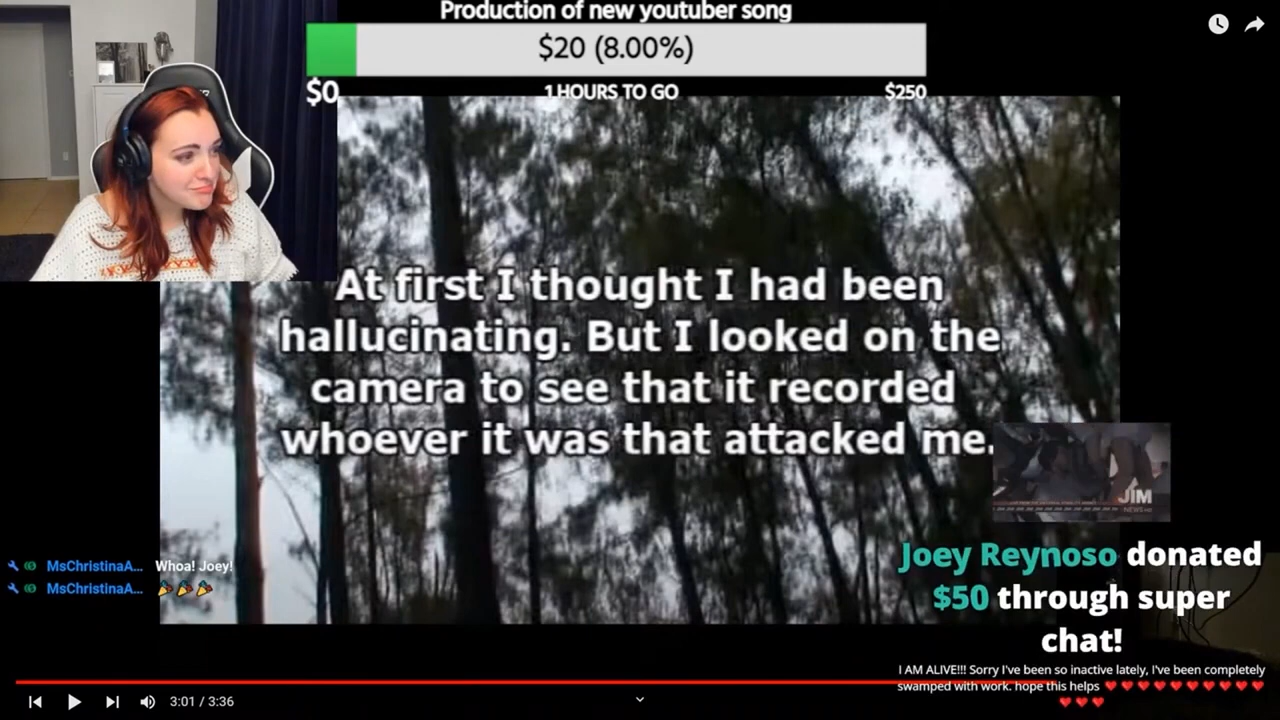 Production of new youtuber song
$20 (8.00%)
$0
1 HOURS TO GO
$250
At first I thought I had been
hallucinating. But I looked on the
camera to see that it recorded
whoever it was that attacked me.
JIM
NEWS
MsChristinaA... Whoa! Joey!
MsChristinaA... 🎉🎉🎉
Joey Reynoso donated
$50 through super
chat!
I AM ALIVE!!! Sorry I've been so inactive lately, I've been completely
swamped with work. hope this helps ❤❤❤❤❤❤❤❤❤❤
❤❤❤
3:01 / 3:36